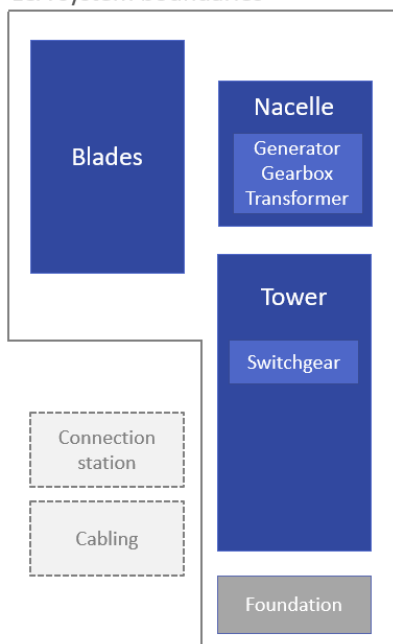 Blades
Nacelle
Generator
Gearbox
Transformer
Tower
Switchgear
Connection
station
Cabling
Foundation